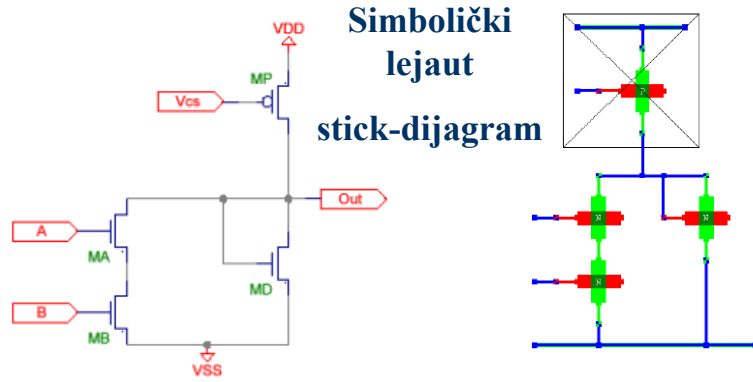 Simbolički
lejaut
stick-dijagram
VDD
MP
Vcs
Out
A
MA
MD
B
MB
VSS